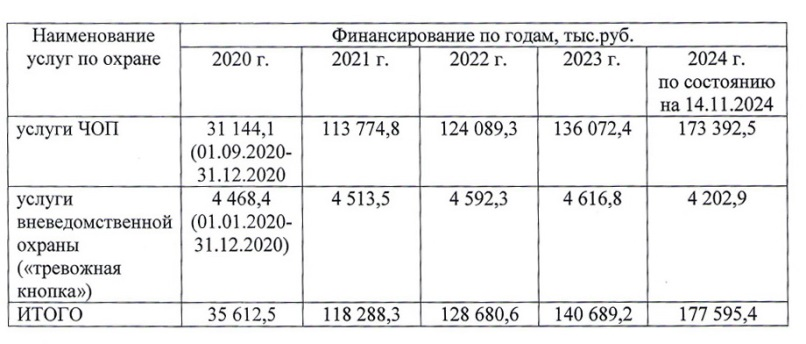 Наименование услуг по охране | Финансирование по годам, тыс.руб.
2020 г. | 2021 г. | 2022 г. | 2023 г. | 2024 г. по состоянию на 14.11.2024
услуги ЧОП | 31 144,1 (01.09.2020-31.12.2020 | 113 774,8 | 124 089,3 | 136 072,4 | 173 392,5
услуги вневедомственной охраны («тревожная кнопка») | 4 468,4 (01.01.2020-31.12.2020) | 4 513,5 | 4 592,3 | 4 616,8 | 4 202,9
ИТОГО | 35 612,5 | 118 288,3 | 128 680,6 | 140 689,2 | 177 595,4